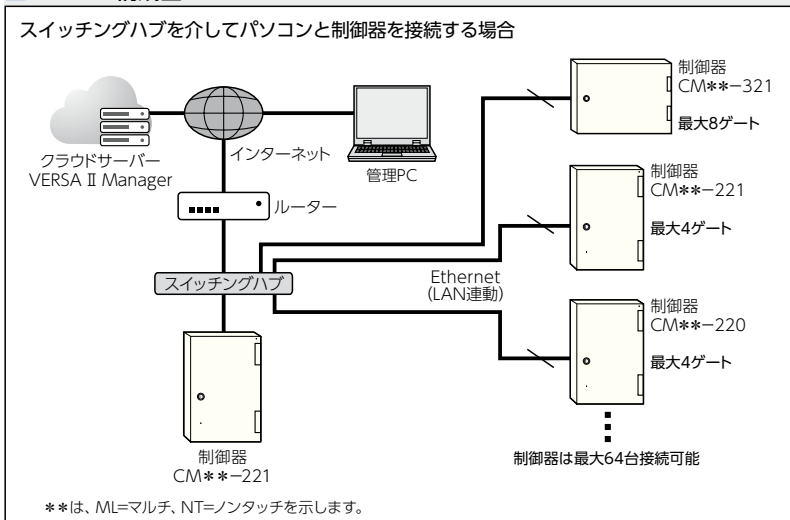 スイッチングハブを介してパソコンと制御器を接続する場合
クラウドサーバー
VERSA II Manager
インターネット
管理PC
ルーター
スイッチングハブ
Ethernet
(LAN連動)
制御器
CM**−321
最大8ゲート
制御器
CM**−221
最大4ゲート
制御器
CM**−220
最大4ゲート
制御器は最大64台接続可能
制御器
CM**−221
**は、ML=マルチ、NT=ノンタッチを示します。